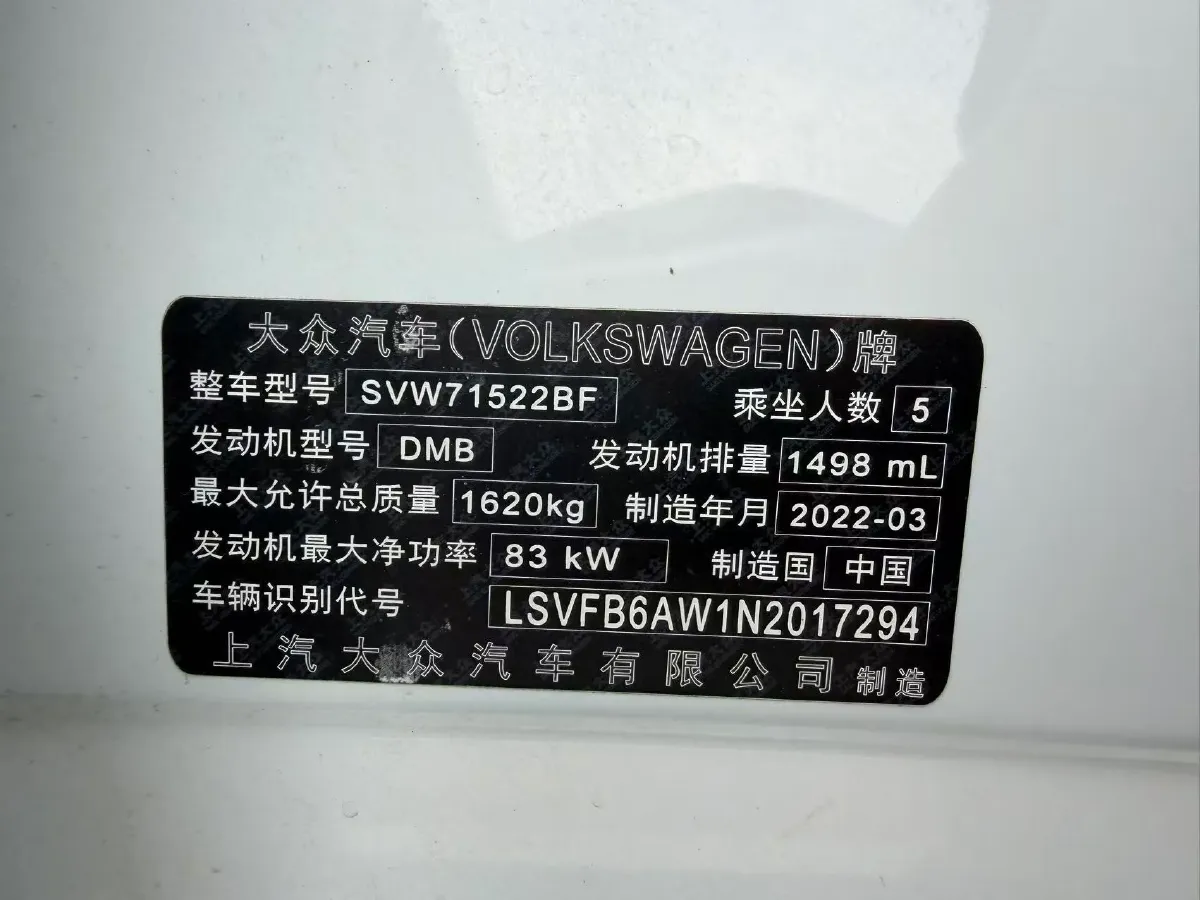 大众汽车(VOLKSWAGEN)牌
整车型号 SVW71522BF 乘坐人数 5
发动机型号 DMB 发动机排量 1498 mL
最大允许总质量 1620kg 制造年月 2022-03
发动机最大净功率 83 kW 制造国 中国
车辆识别代号 LSVFB6AW1N2017294
上汽大众汽车有限公司 制造